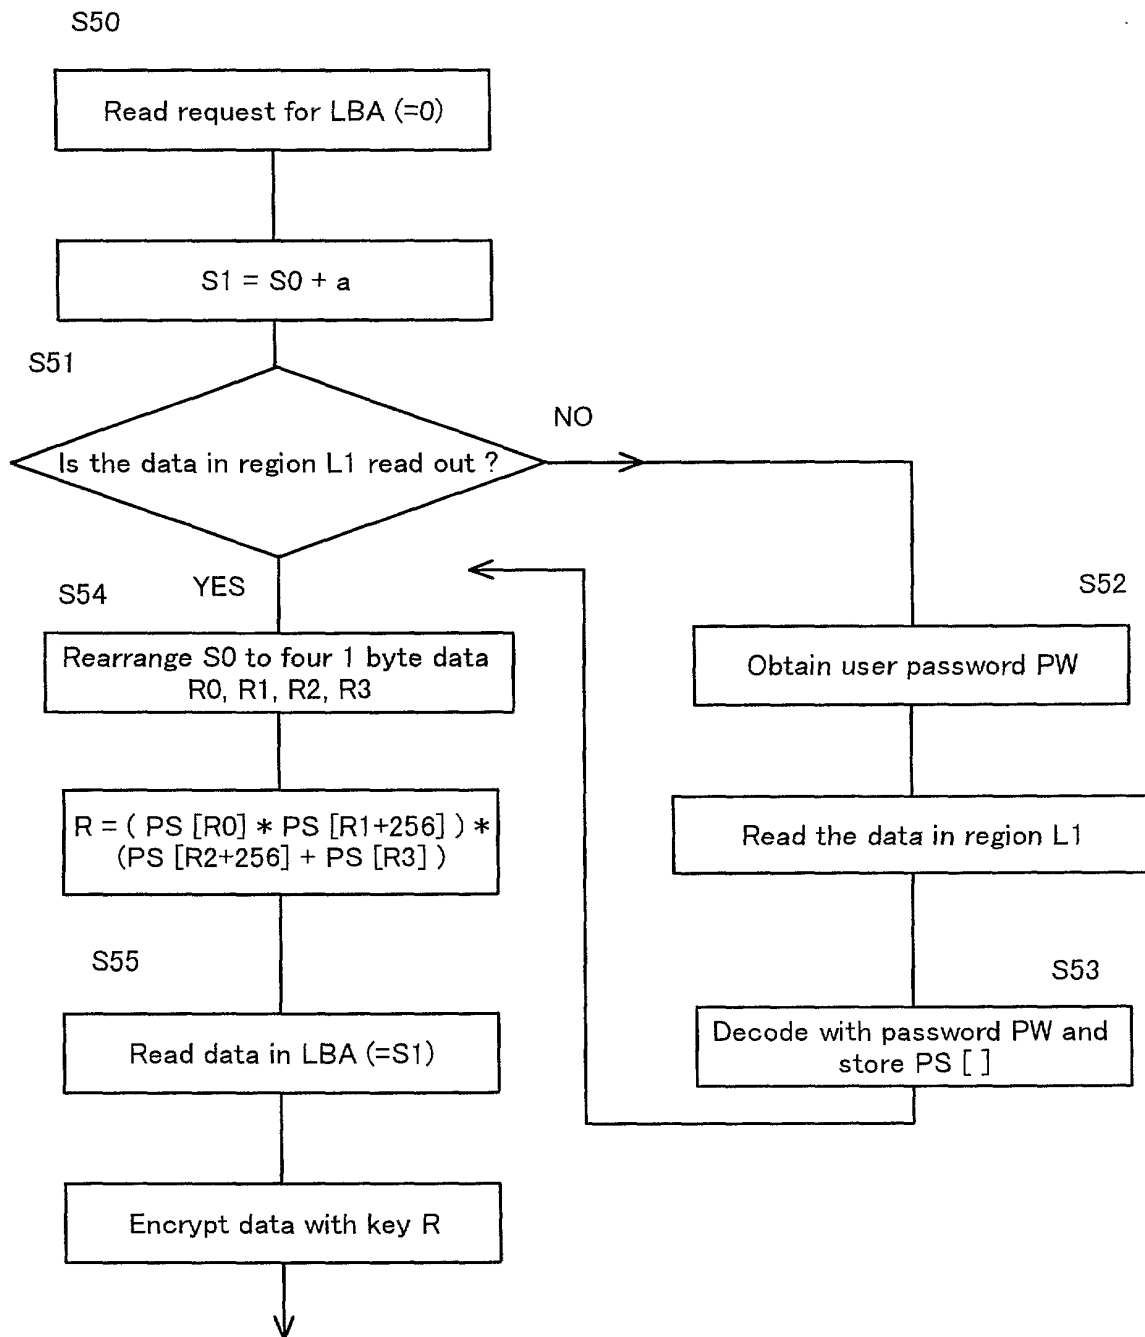 S50
Read request for LBA (=0)
S1 = S0 + a
S51
Is the data in region L1 read out ?
NO
YES
S54
Rearrange S0 to four 1 byte data
R0, R1, R2, R3
R = ( PS [R0] * PS [R1+256] ) *
(PS [R2+256] + PS [R3] )
S55
Read data in LBA (=S1)
Encrypt data with key R
S52
Obtain user password PW
Read the data in region L1
S53
Decode with password PW and
store PS [ ]